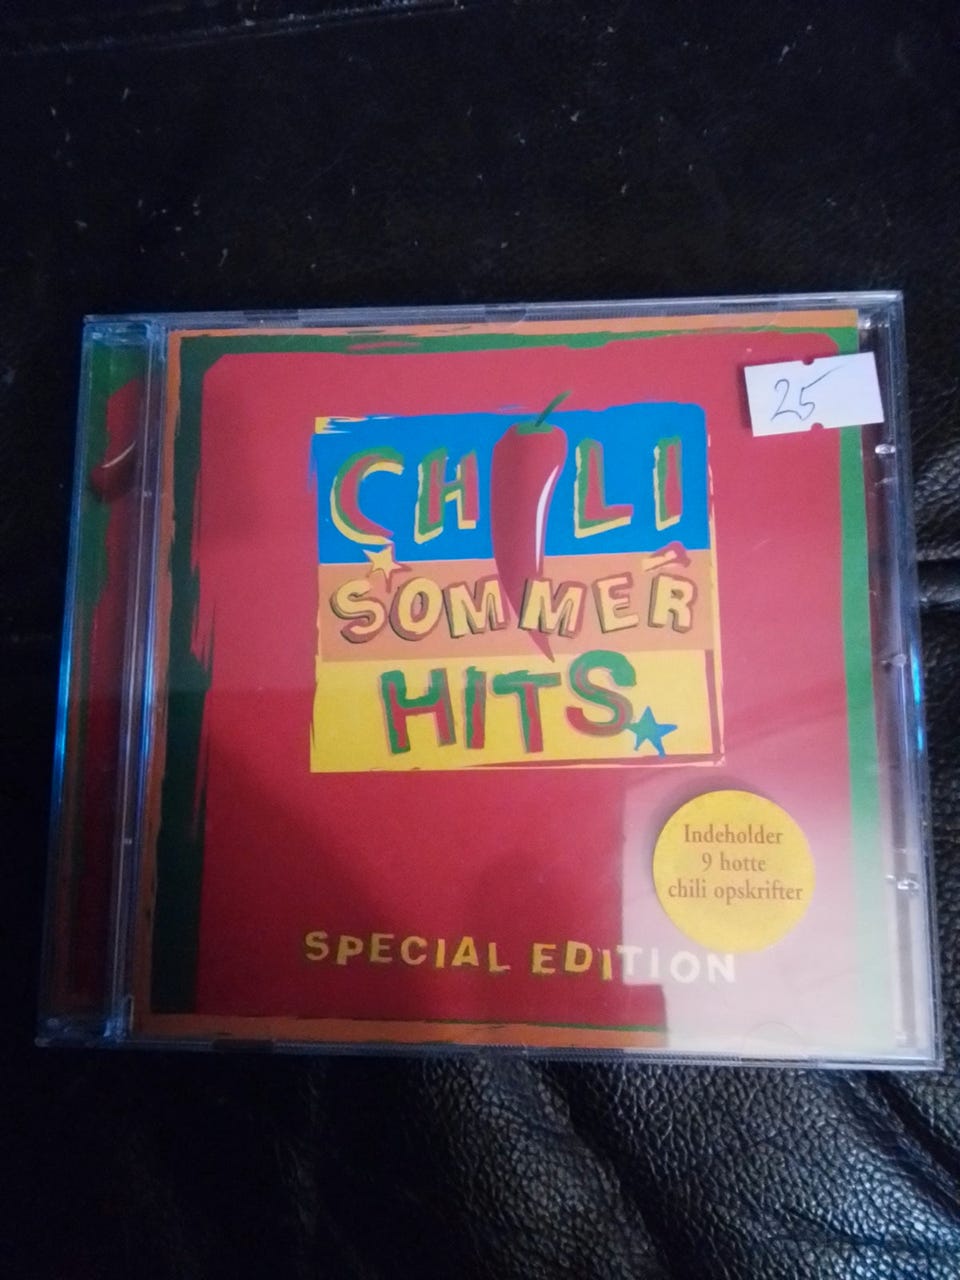 25
CHILI
SOMMER
HITS
Indeholder
9 hotte
chili opskrifter
SPECIAL EDITION